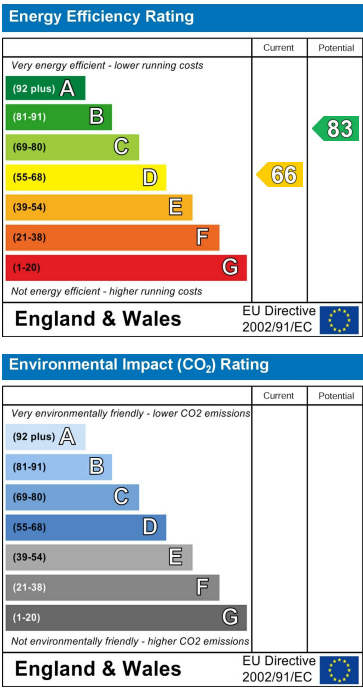 Energy Efficiency Rating
Current Potential
Very energy efficient - lower running costs
(92 plus) A
(81-91) B
(69-80) C
(55-68) D
(39-54) E
(21-38) F
(1-20) G
83
66
Not energy efficient - higher running costs
England & Wales
EU Directive
2002/91/EC
Environmental Impact (CO₂) Rating
Current Potential
Very environmentally friendly - lower CO2 emissions
(92 plus) A
(81-91) B
(69-80) C
(55-68) D
(39-54) E
(21-38) F
(1-20) G
Not environmentally friendly - higher CO2 emissions
England & Wales
EU Directive
2002/91/EC